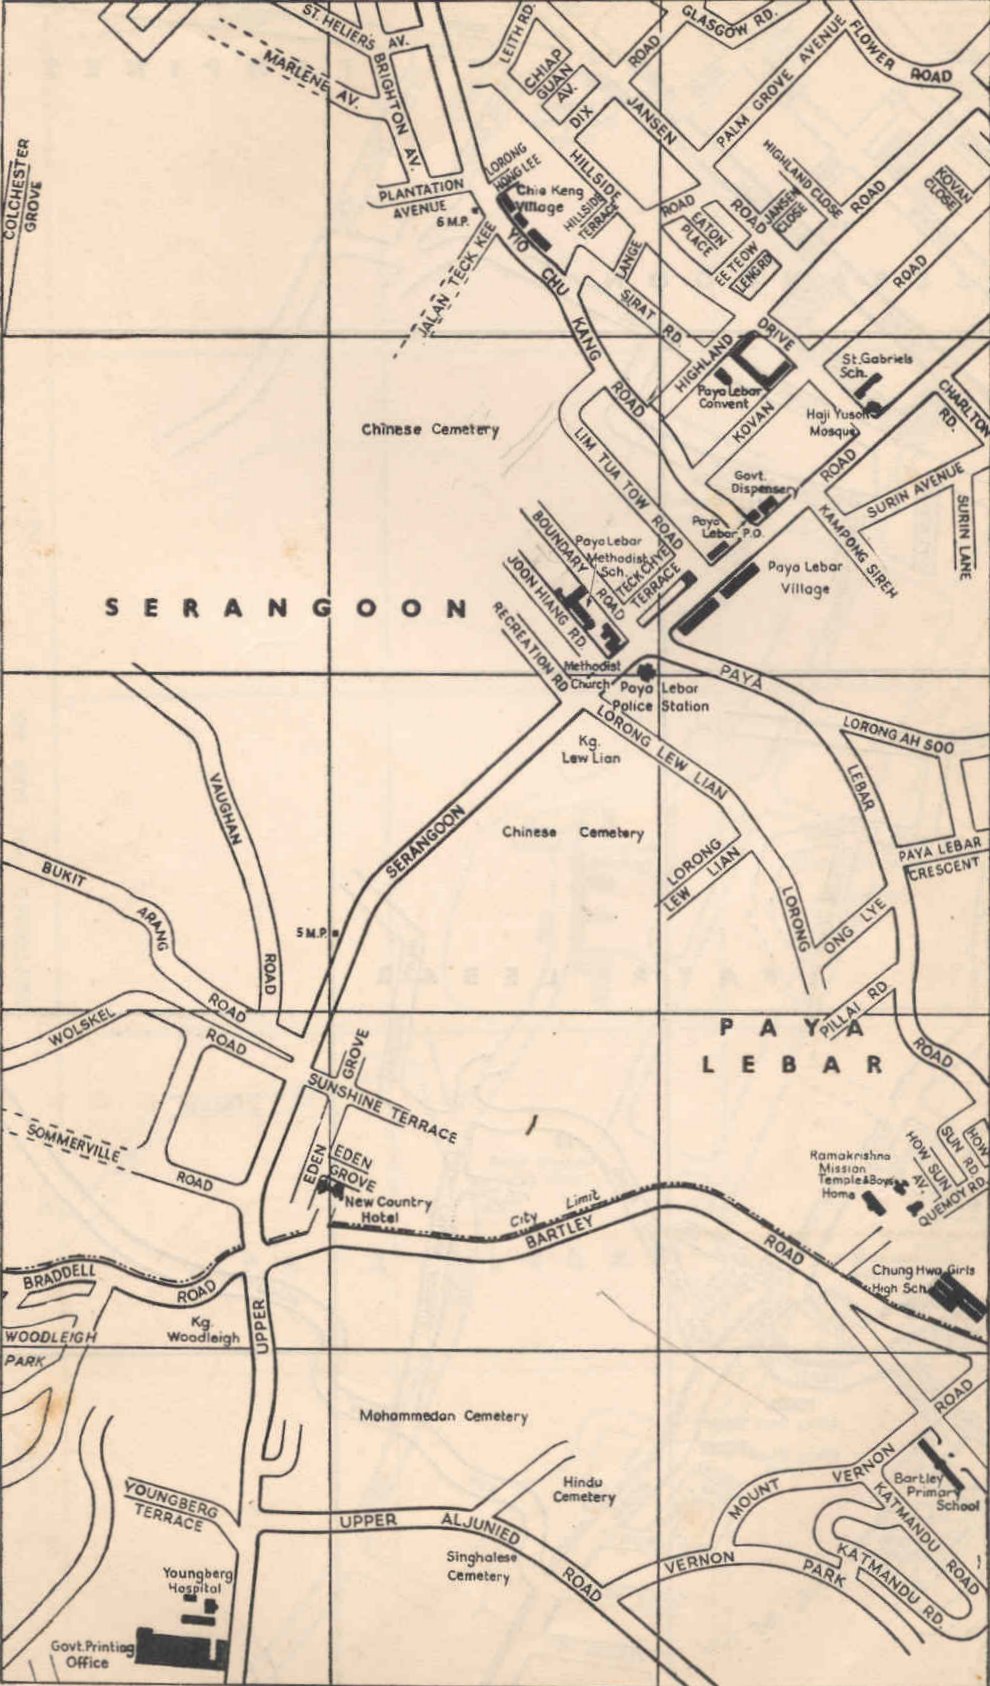 ST. HELIER'S AV.
LEITH RD.
GLASGOW RD.
FLOWER ROAD
MARLENE AV.
BRIGHTON AV.
CHIAP GUAN AV.
ROAD
PALM GROVE AVENUE
DIX
JANSEN
ROAD
COLCHESTER GROVE
PLANTATION AVENUE
6 M.P.
LORONG HONG LEE
Chia Keng Village
HILLSIDE
ROAD
HILLSIDE TERRACE
EATON PLACE
JANSEN CLOSE
HIGHLAND CLOSE
ROAD
KOVAN CLOSE
JALAN TECK KEE
YIO CHU KANG ROAD
LANGE
EE TEOW LENG RD
ROAD
SIRAT RD
HIGHLAND
DRIVE
Paya Lebar Convent
St. Gabriels Sch.
Haji Yusof Mosque
CHARLTON RD.
Chinese Cemetery
LIM TUA TOW ROAD
KOVAN
Govt. Dispensery
ROAD
SURIN AVENUE
SURIN LANE
KAMPONG SIREH
Paya Lebar P.O.
BOUNDARY ROAD
Paya Lebar Methodist Sch.
TECK CHYE TERRACE
Paya Lebar Village
JOON HIANG RD.
RECREATION RD
SERANGOON
Methodist Church
Paya Lebar Police Station
PAYA
LORONG AH SOO
Kg. Lew Lian
LORONG LEW LIAN
LEBAR
VAUGHAN
SERANGOON
Chinese Cemetery
LORONG LEW LIAN
PAYA LEBAR CRESCENT
BUKIT
ARANG
5 M.P.
ROAD
LORONG
ONG LYE
WOLSKEL
ROAD
ROAD
PILLAI RD
PAYA LEBAR
ROAD
GROVE
SUNSHINE TERRACE
SOMMERVILLE
ROAD
EDEN
EDEN GROVE
New Country Hotel
HOW SUN RD.
HOW
HOW SUN AV.
QUEMOY RD.
Ramakrishna Mission Temple & Boys Home
City Limit
BARTLEY
ROAD
BRADDELL
ROAD
Chung Hwa Girls High Sch.
WOODLEIGH PARK
Kg. Woodleigh
UPPER
Mohammedan Cemetery
ROAD
Hindu Cemetery
MOUNT
VERNON
Bartley Primary School
YOUNGBERG TERRACE
UPPER
ALJUNIED
ROAD
KATMANDU ROAD
Singhalese Cemetery
VERNON
PARK
KATMANDU RD.
Youngberg Hospital
Govt. Printing Office